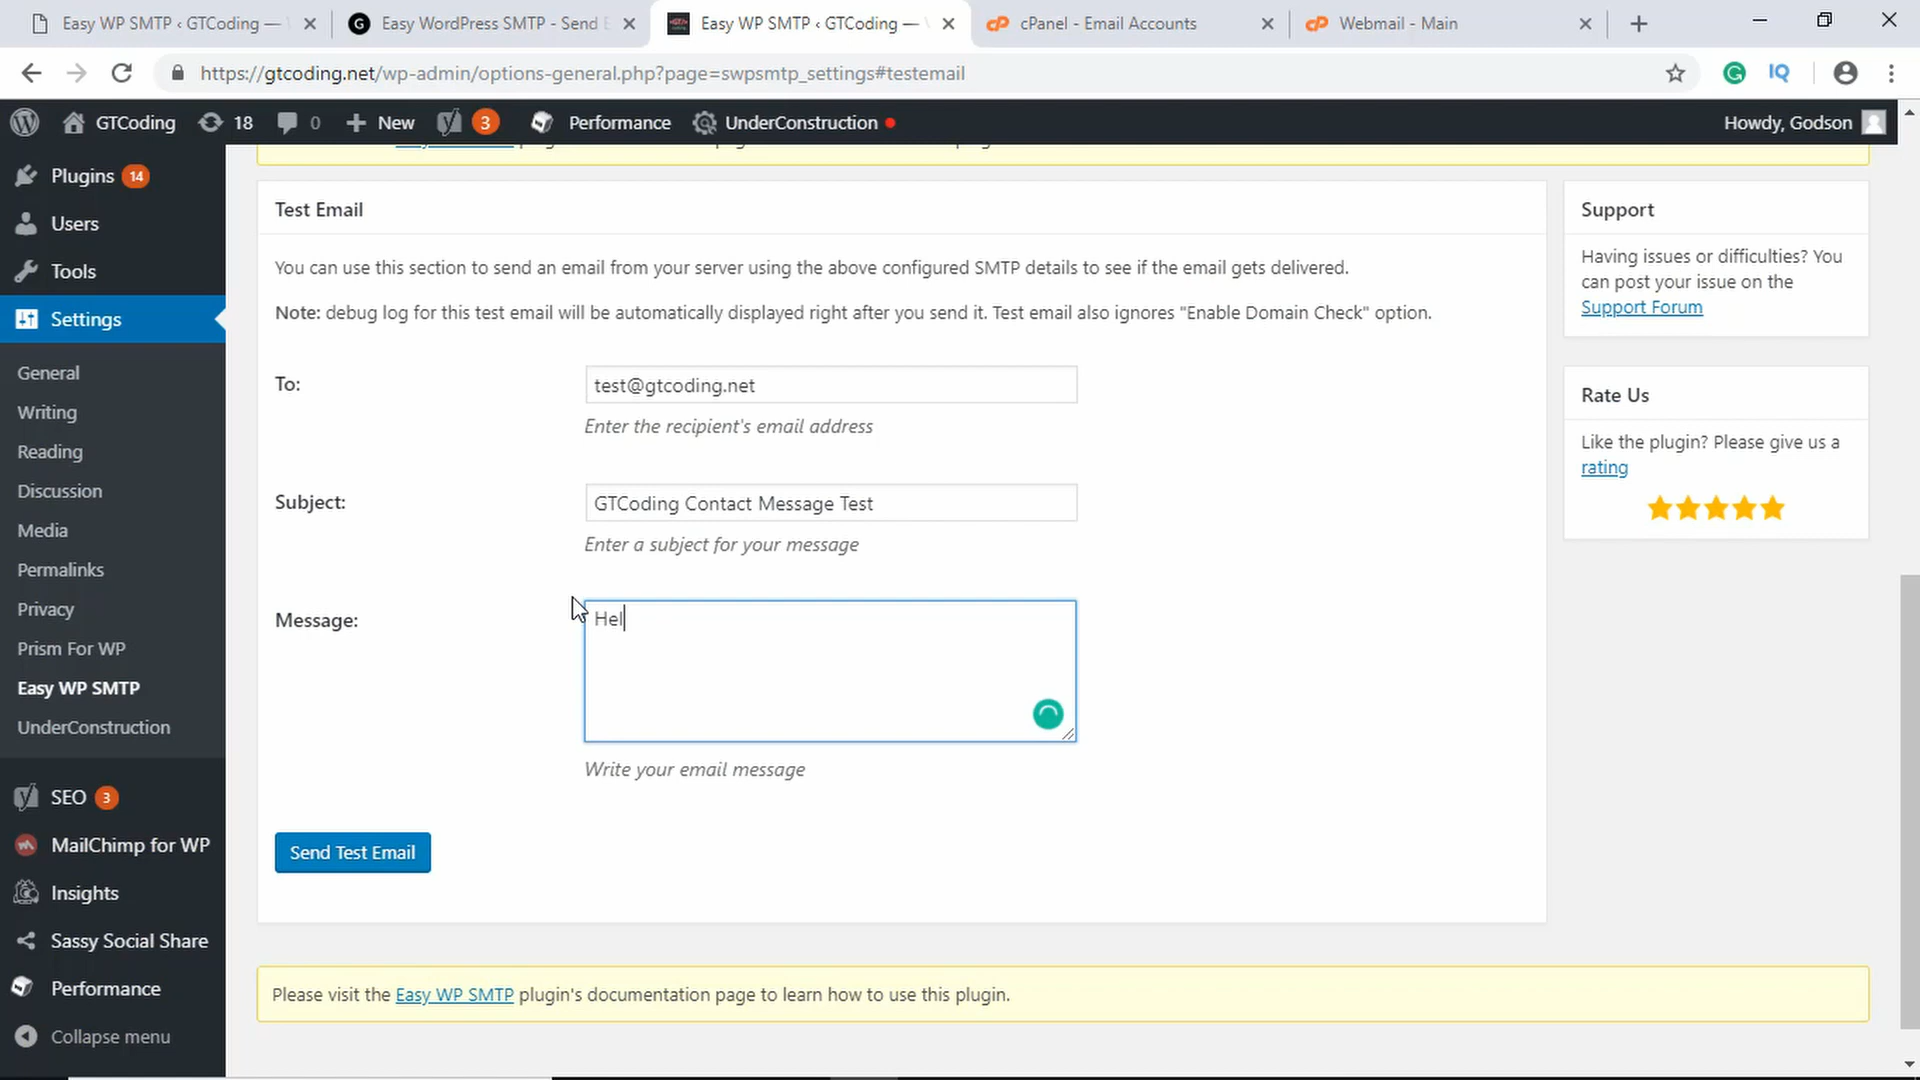 Easy WP SMTP ‹ GTCoding —
Easy WordPress SMTP - Send E
Easy WP SMTP ‹ GTCoding —
cPanel - Email Accounts
Webmail - Main
https://gtcoding.net/wp-admin/options-general.php?page=swpsmtp_settings#testemail
GTCoding
18
0
New
3
Performance
UnderConstruction
Howdy, Godson
Plugins 14
Users
Tools
Settings
General
Writing
Reading
Discussion
Media
Permalinks
Privacy
Prism For WP
Easy WP SMTP
UnderConstruction
SEO 3
MailChimp for WP
Insights
Sassy Social Share
Performance
Collapse menu
Test Email
You can use this section to send an email from your server using the above configured SMTP details to see if the email gets delivered.
Note: debug log for this test email will be automatically displayed right after you send it. Test email also ignores "Enable Domain Check" option.
To:
test@gtcoding.net
Enter the recipient's email address
Subject:
GTCoding Contact Message Test
Enter a subject for your message
Message:
Hel
Write your email message
Send Test Email
Please visit the Easy WP SMTP plugin's documentation page to learn how to use this plugin.
Support
Having issues or difficulties? You
can post your issue on the
Support Forum
Rate Us
Like the plugin? Please give us a
rating